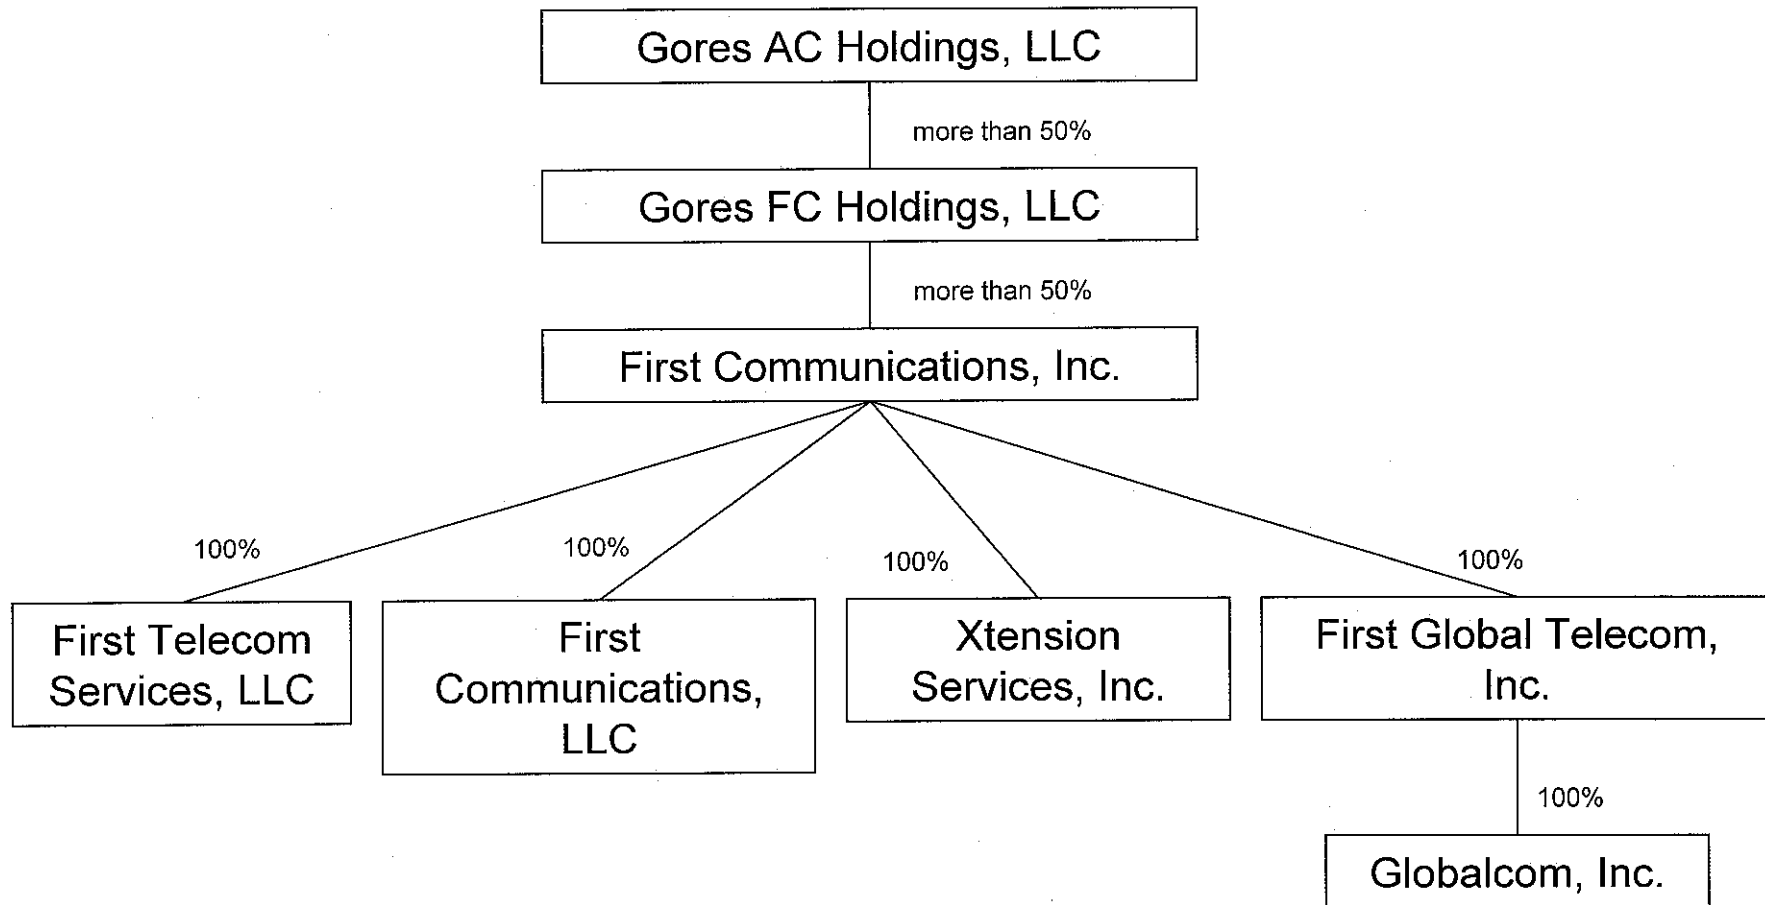 Gores AC Holdings, LLC
more than 50%
Gores FC Holdings, LLC
more than 50%
First Communications, Inc.
100%
100%
100%
100%
First Telecom
Services, LLC
First
Communications,
LLC
Xtension
Services, Inc.
First Global Telecom,
Inc.
100%
Globalcom, Inc.